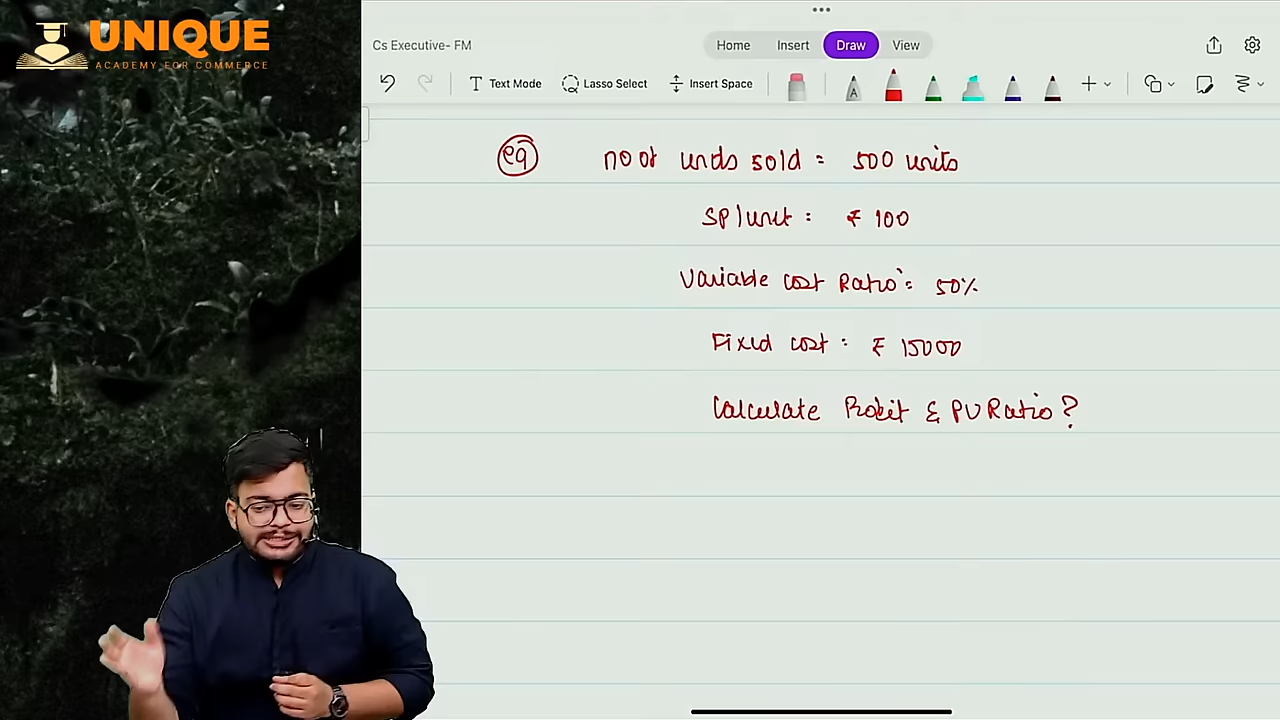 UNIQUE
ACADEMY FOR COMMERCE
Cs Executive- FM
Home Insert Draw View
Text Mode Lasso Select Insert Space
eg no of units sold = 500 units
SP/unit : ₹ 100
Variable cost Ratio : 50%
Fixed cost : ₹ 15000
Calculate Profit & PV Ratio ?